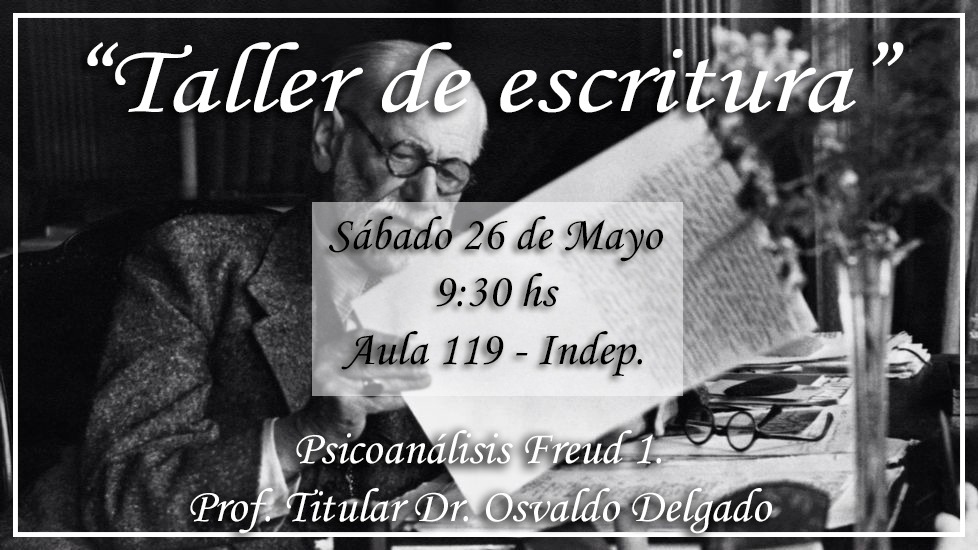 “Taller de escritura”
Sábado 26 de Mayo
9:30 hs
Aula 119 - Indep.
Psicoanálisis Freud 1.
Prof. Titular Dr. Osvaldo Delgado